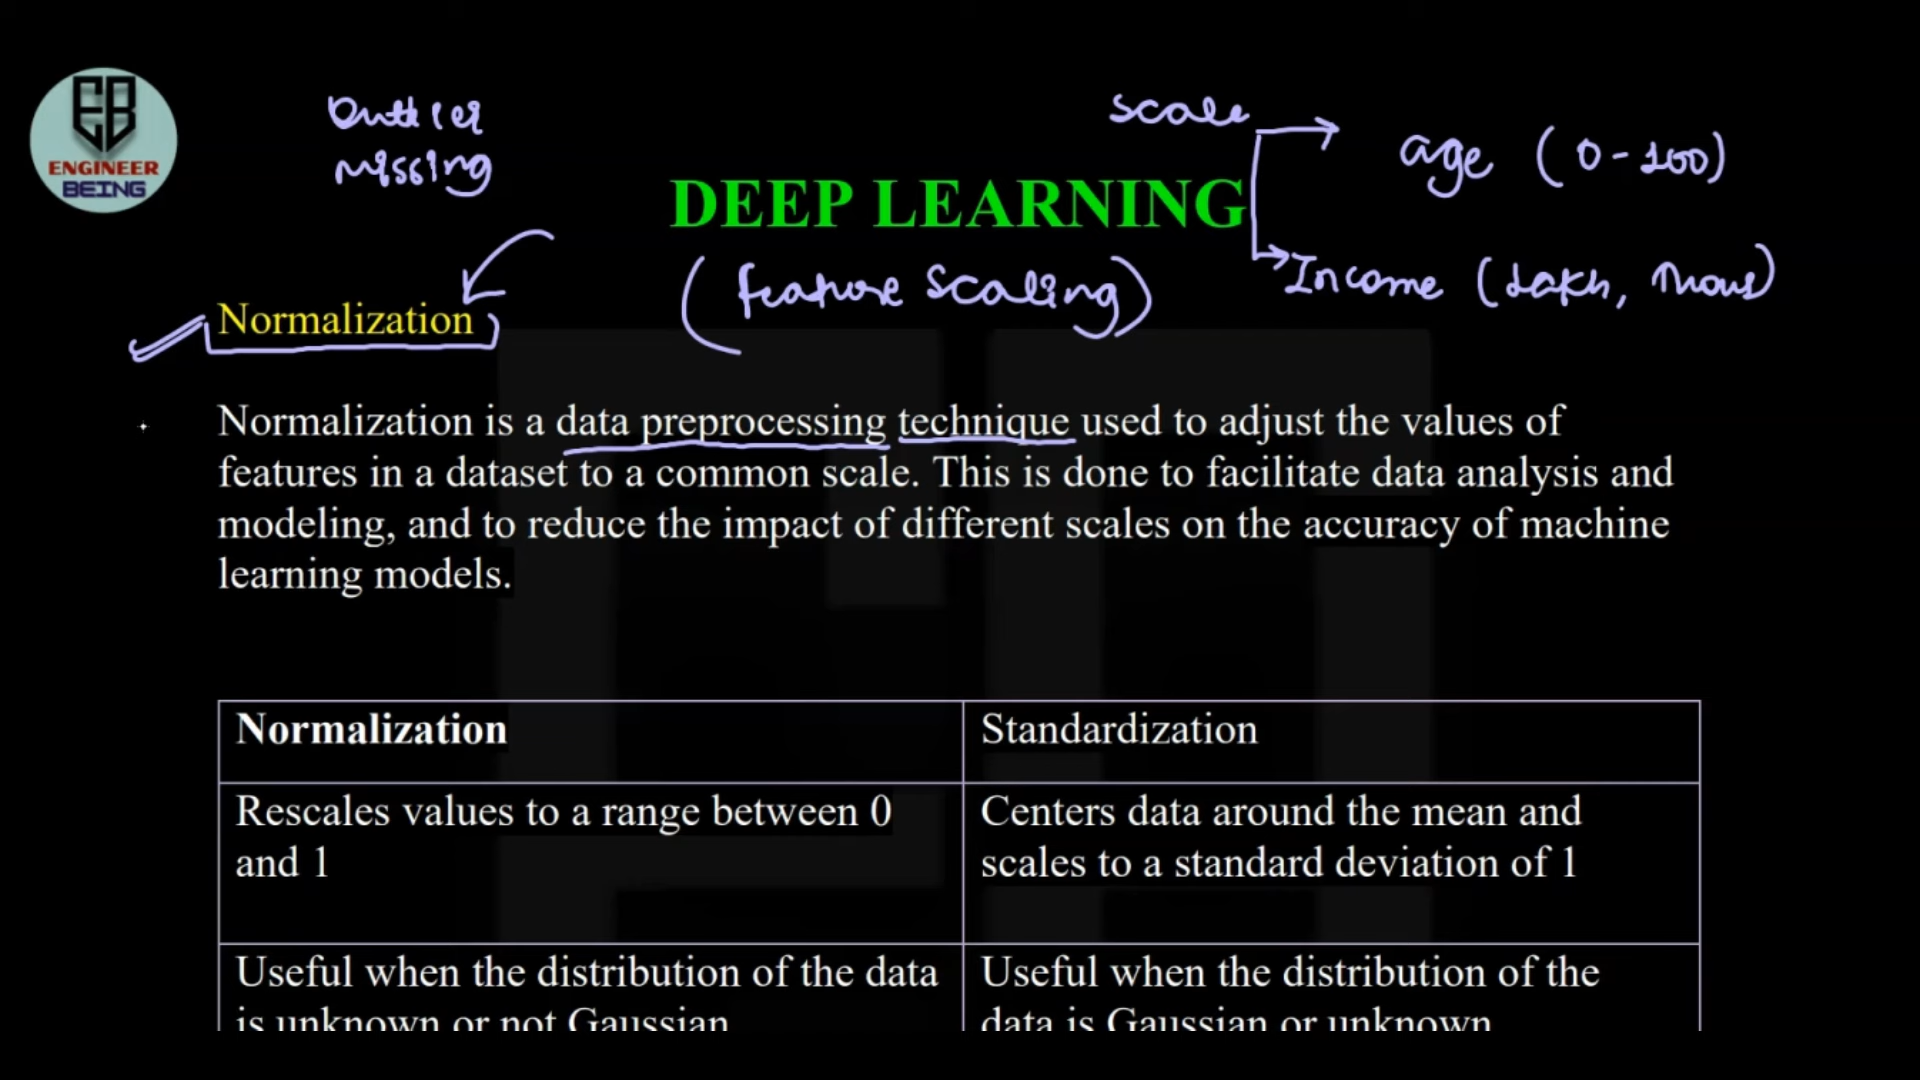 EB
ENGINEER
BEING
Outlier
Missing
Scale
age (0-100)
Income (Lakh, Thous)
DEEP LEARNING
(feature Scaling)
Normalization
Normalization is a data preprocessing technique used to adjust the values of
features in a dataset to a common scale. This is done to facilitate data analysis and
modeling, and to reduce the impact of different scales on the accuracy of machine
learning models.
Normalization
Standardization
Rescales values to a range between 0
and 1
Centers data around the mean and
scales to a standard deviation of 1
Useful when the distribution of the data
is unknown or not Gaussian
Useful when the distribution of the
data is Gaussian or unknown